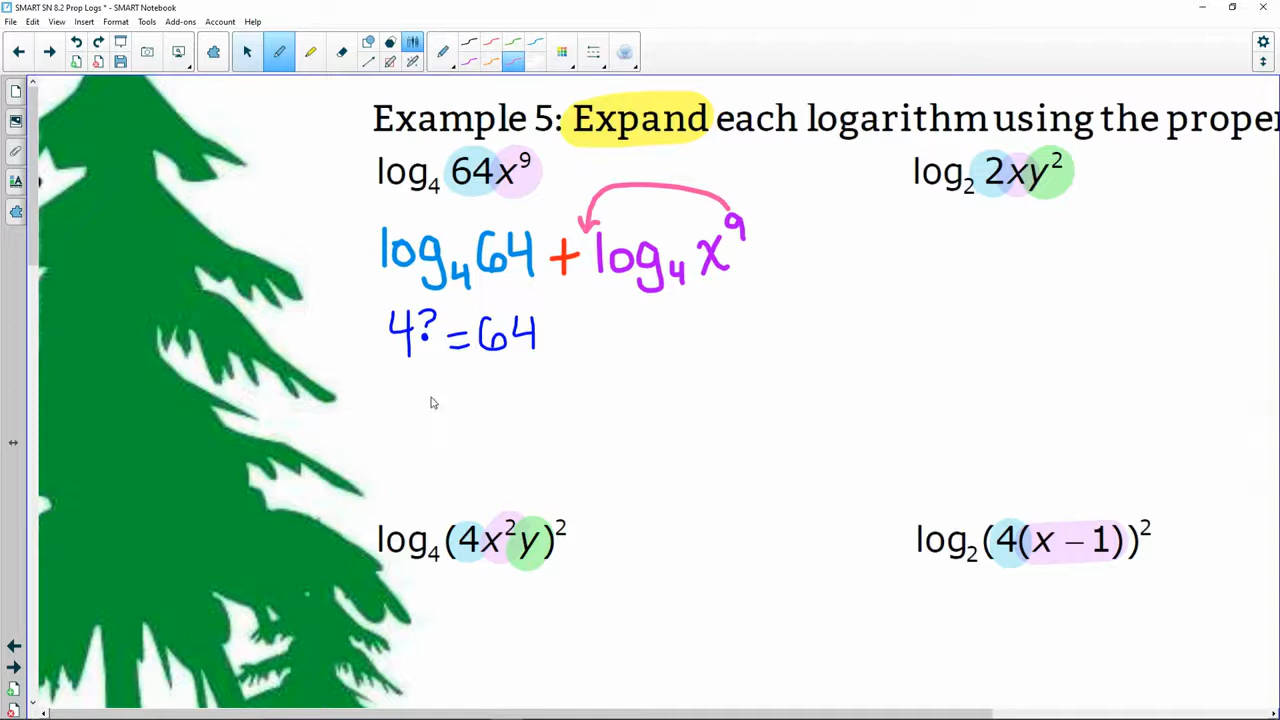 SMART SN 8.2 Prop Logs * - SMART Notebook
File Edit View Insert Format Tools Add-ons Account Help
Example 5: Expand each logarithm using the proper
log₄ 64x⁹
log₂ 2xy²
log₄ 64 + log₄ x⁹
4^? = 64
log₄(4x²y)²
log₂(4(x − 1))²